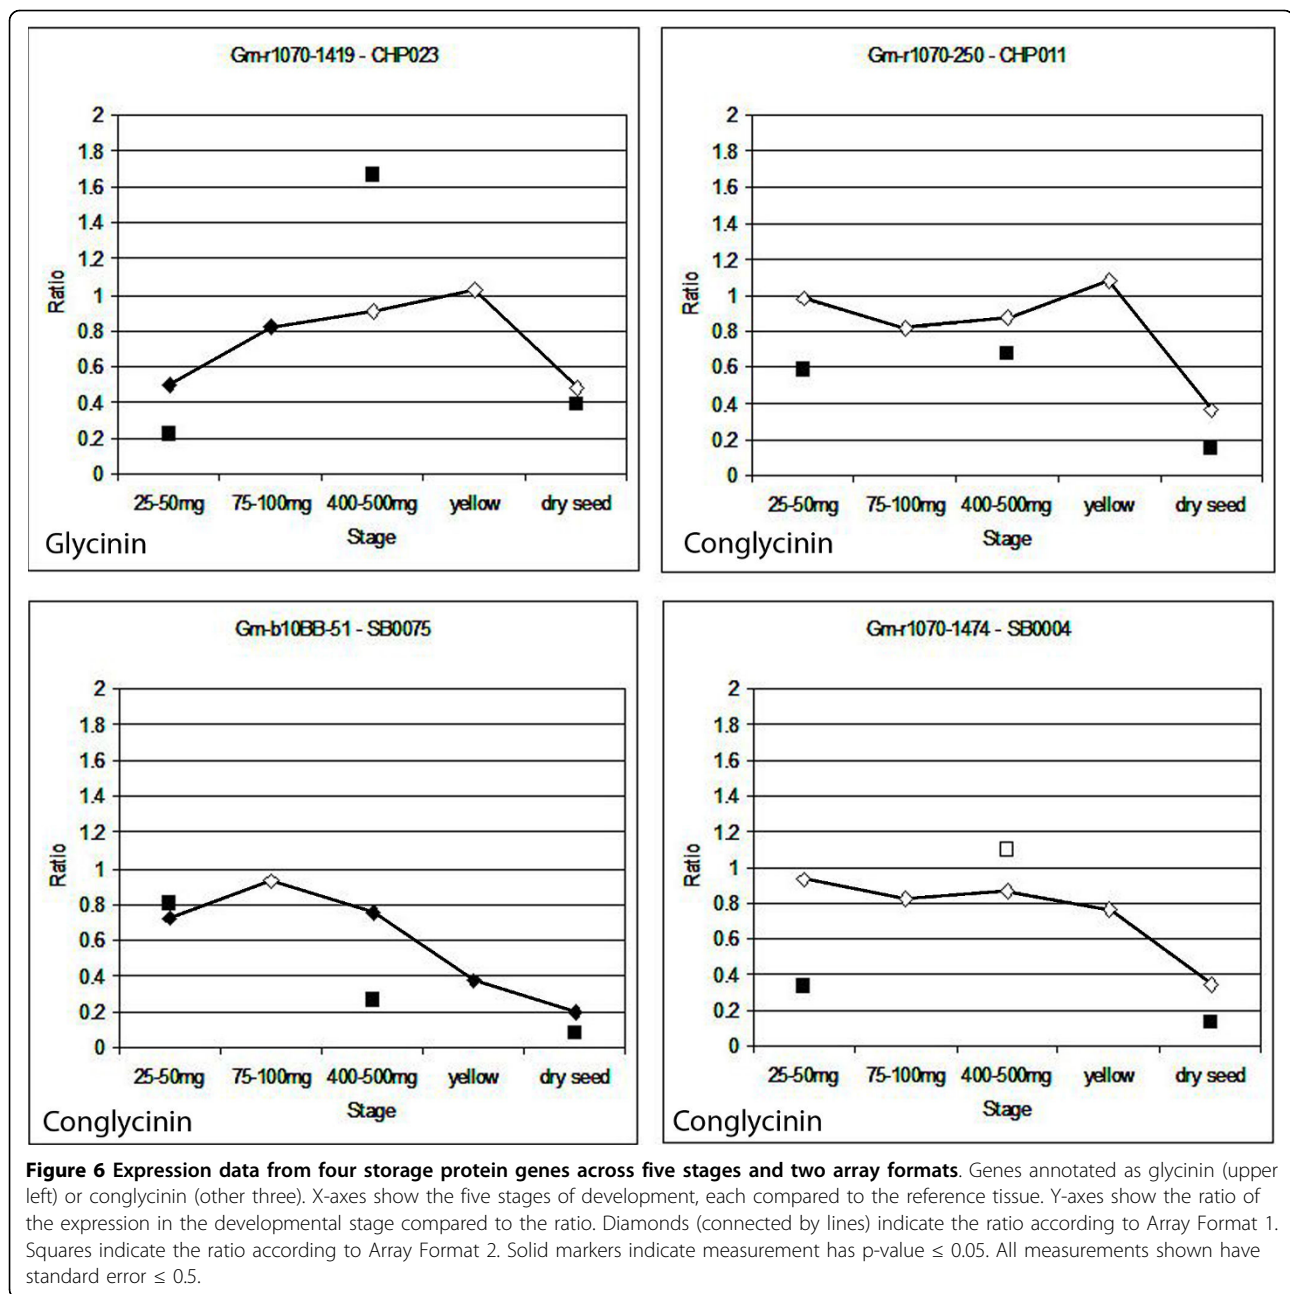 Gm-r1070-1419 - CHP023
2
1.8
1.6
1.4
1.2
1
0.8
0.6
0.4
0.2
0
Ratio
25-50mg 75-100mg 400-500mg yellow dry seed
Stage
Glycinin
Gm-r1070-250 - CHP011
2
1.8
1.6
1.4
1.2
1
0.8
0.6
0.4
0.2
0
Ratio
25-50mg 75-100mg 400-500mg yellow dry seed
Stage
Conglycinin
Gm-b10BB-51 - SB0075
2
1.8
1.6
1.4
1.2
1
0.8
0.6
0.4
0.2
0
Ratio
25-50mg 75-100mg 400-500mg yellow dry seed
Stage
Conglycinin
Gm-r1070-1474 - SB0004
2
1.8
1.6
1.4
1.2
1
0.8
0.6
0.4
0.2
0
Ratio
25-50mg 75-100mg 400-500mg yellow dry seed
Stage
Conglycinin
Figure 6 Expression data from four storage protein genes across five stages and two array formats. Genes annotated as glycinin (upper
left) or conglycinin (other three). X-axes show the five stages of development, each compared to the reference tissue. Y-axes show the ratio of
the expression in the developmental stage compared to the ratio. Diamonds (connected by lines) indicate the ratio according to Array Format 1.
Squares indicate the ratio according to Array Format 2. Solid markers indicate measurement has p-value ≤ 0.05. All measurements shown have
standard error ≤ 0.5.